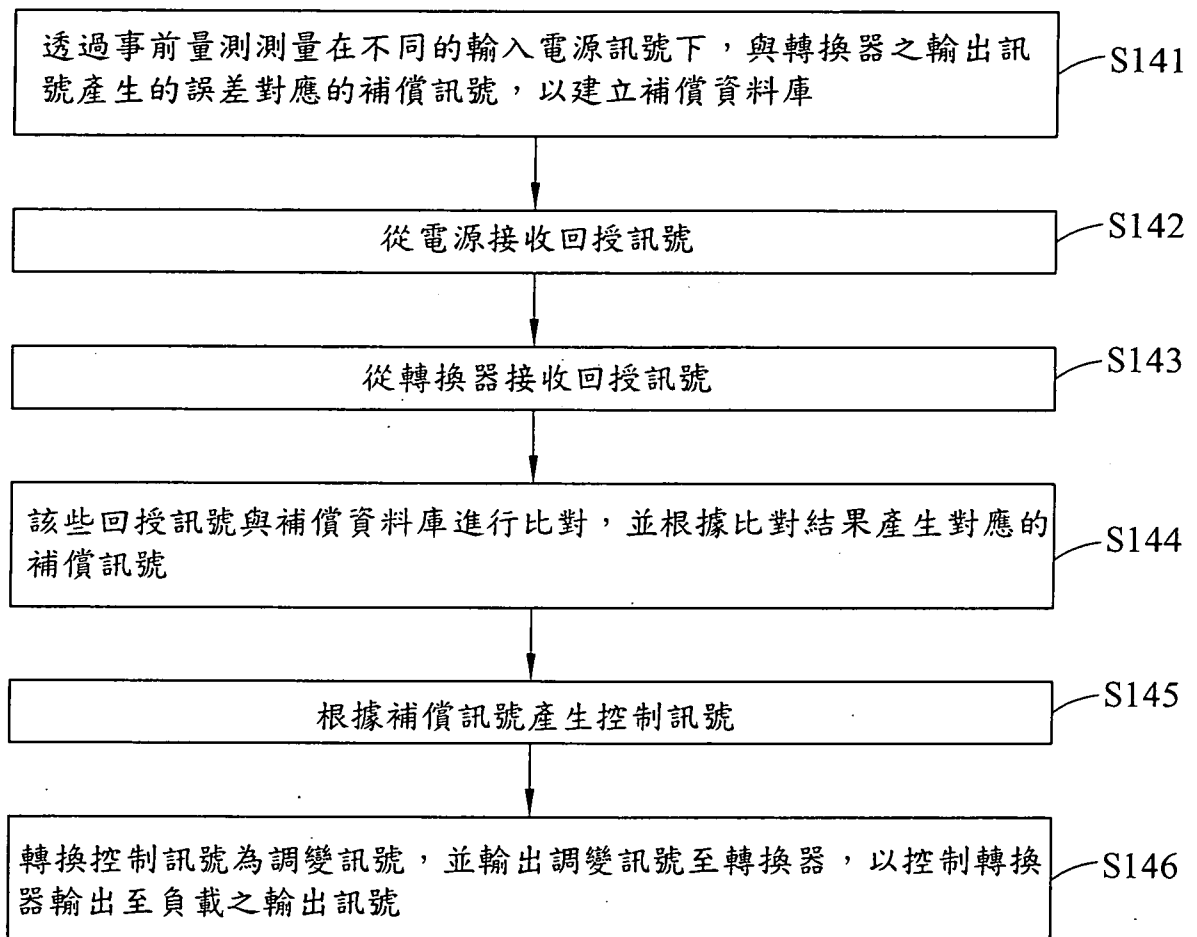 透過事前量測測量在不同的輸入電源訊號下，與轉換器之輸出訊
號產生的誤差對應的補償訊號，以建立補償資料庫
S141
從電源接收回授訊號
S142
從轉換器接收回授訊號
S143
該些回授訊號與補償資料庫進行比對，並根據比對結果產生對應的
補償訊號
S144
根據補償訊號產生控制訊號
S145
轉換控制訊號為調變訊號，並輸出調變訊號至轉換器，以控制轉換
器輸出至負載之輸出訊號
S146